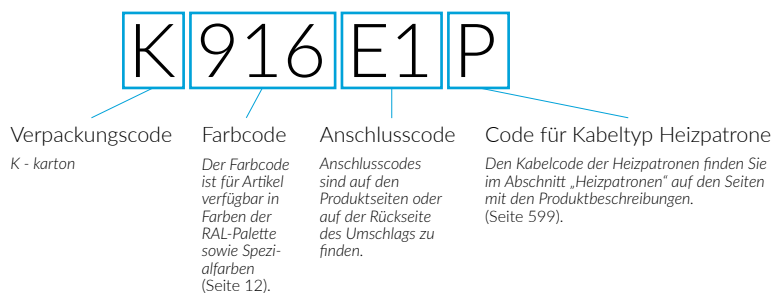 K 916 E1 P
Verpackungscode
K - karton
Farbcode
Der Farbcode
ist für Artikel
verfügbar in
Farben der
RAL-Palette
sowie Spezi-
alfarben
(Seite 12).
Anschlusscode
Anschlusscodes
sind auf den
Produktseiten oder
auf der Rückseite
des Umschlags zu
finden.
Code für Kabeltyp Heizpatrone
Den Kabelcode der Heizpatronen finden Sie
im Abschnitt „Heizpatronen“ auf den Seiten
mit den Produktbeschreibungen.
(Seite 599).